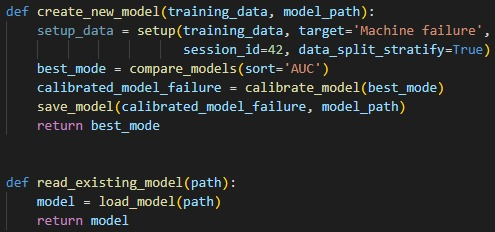 def create_new_model(training_data, model_path):
    setup_data = setup(training_data, target='Machine failure',
                       session_id=42, data_split_stratify=True)
    best_mode = compare_models(sort='AUC')
    calibrated_model_failure = calibrate_model(best_mode)
    save_model(calibrated_model_failure, model_path)
    return best_mode
def read_existing_model(path):
    model = load_model(path)
    return model